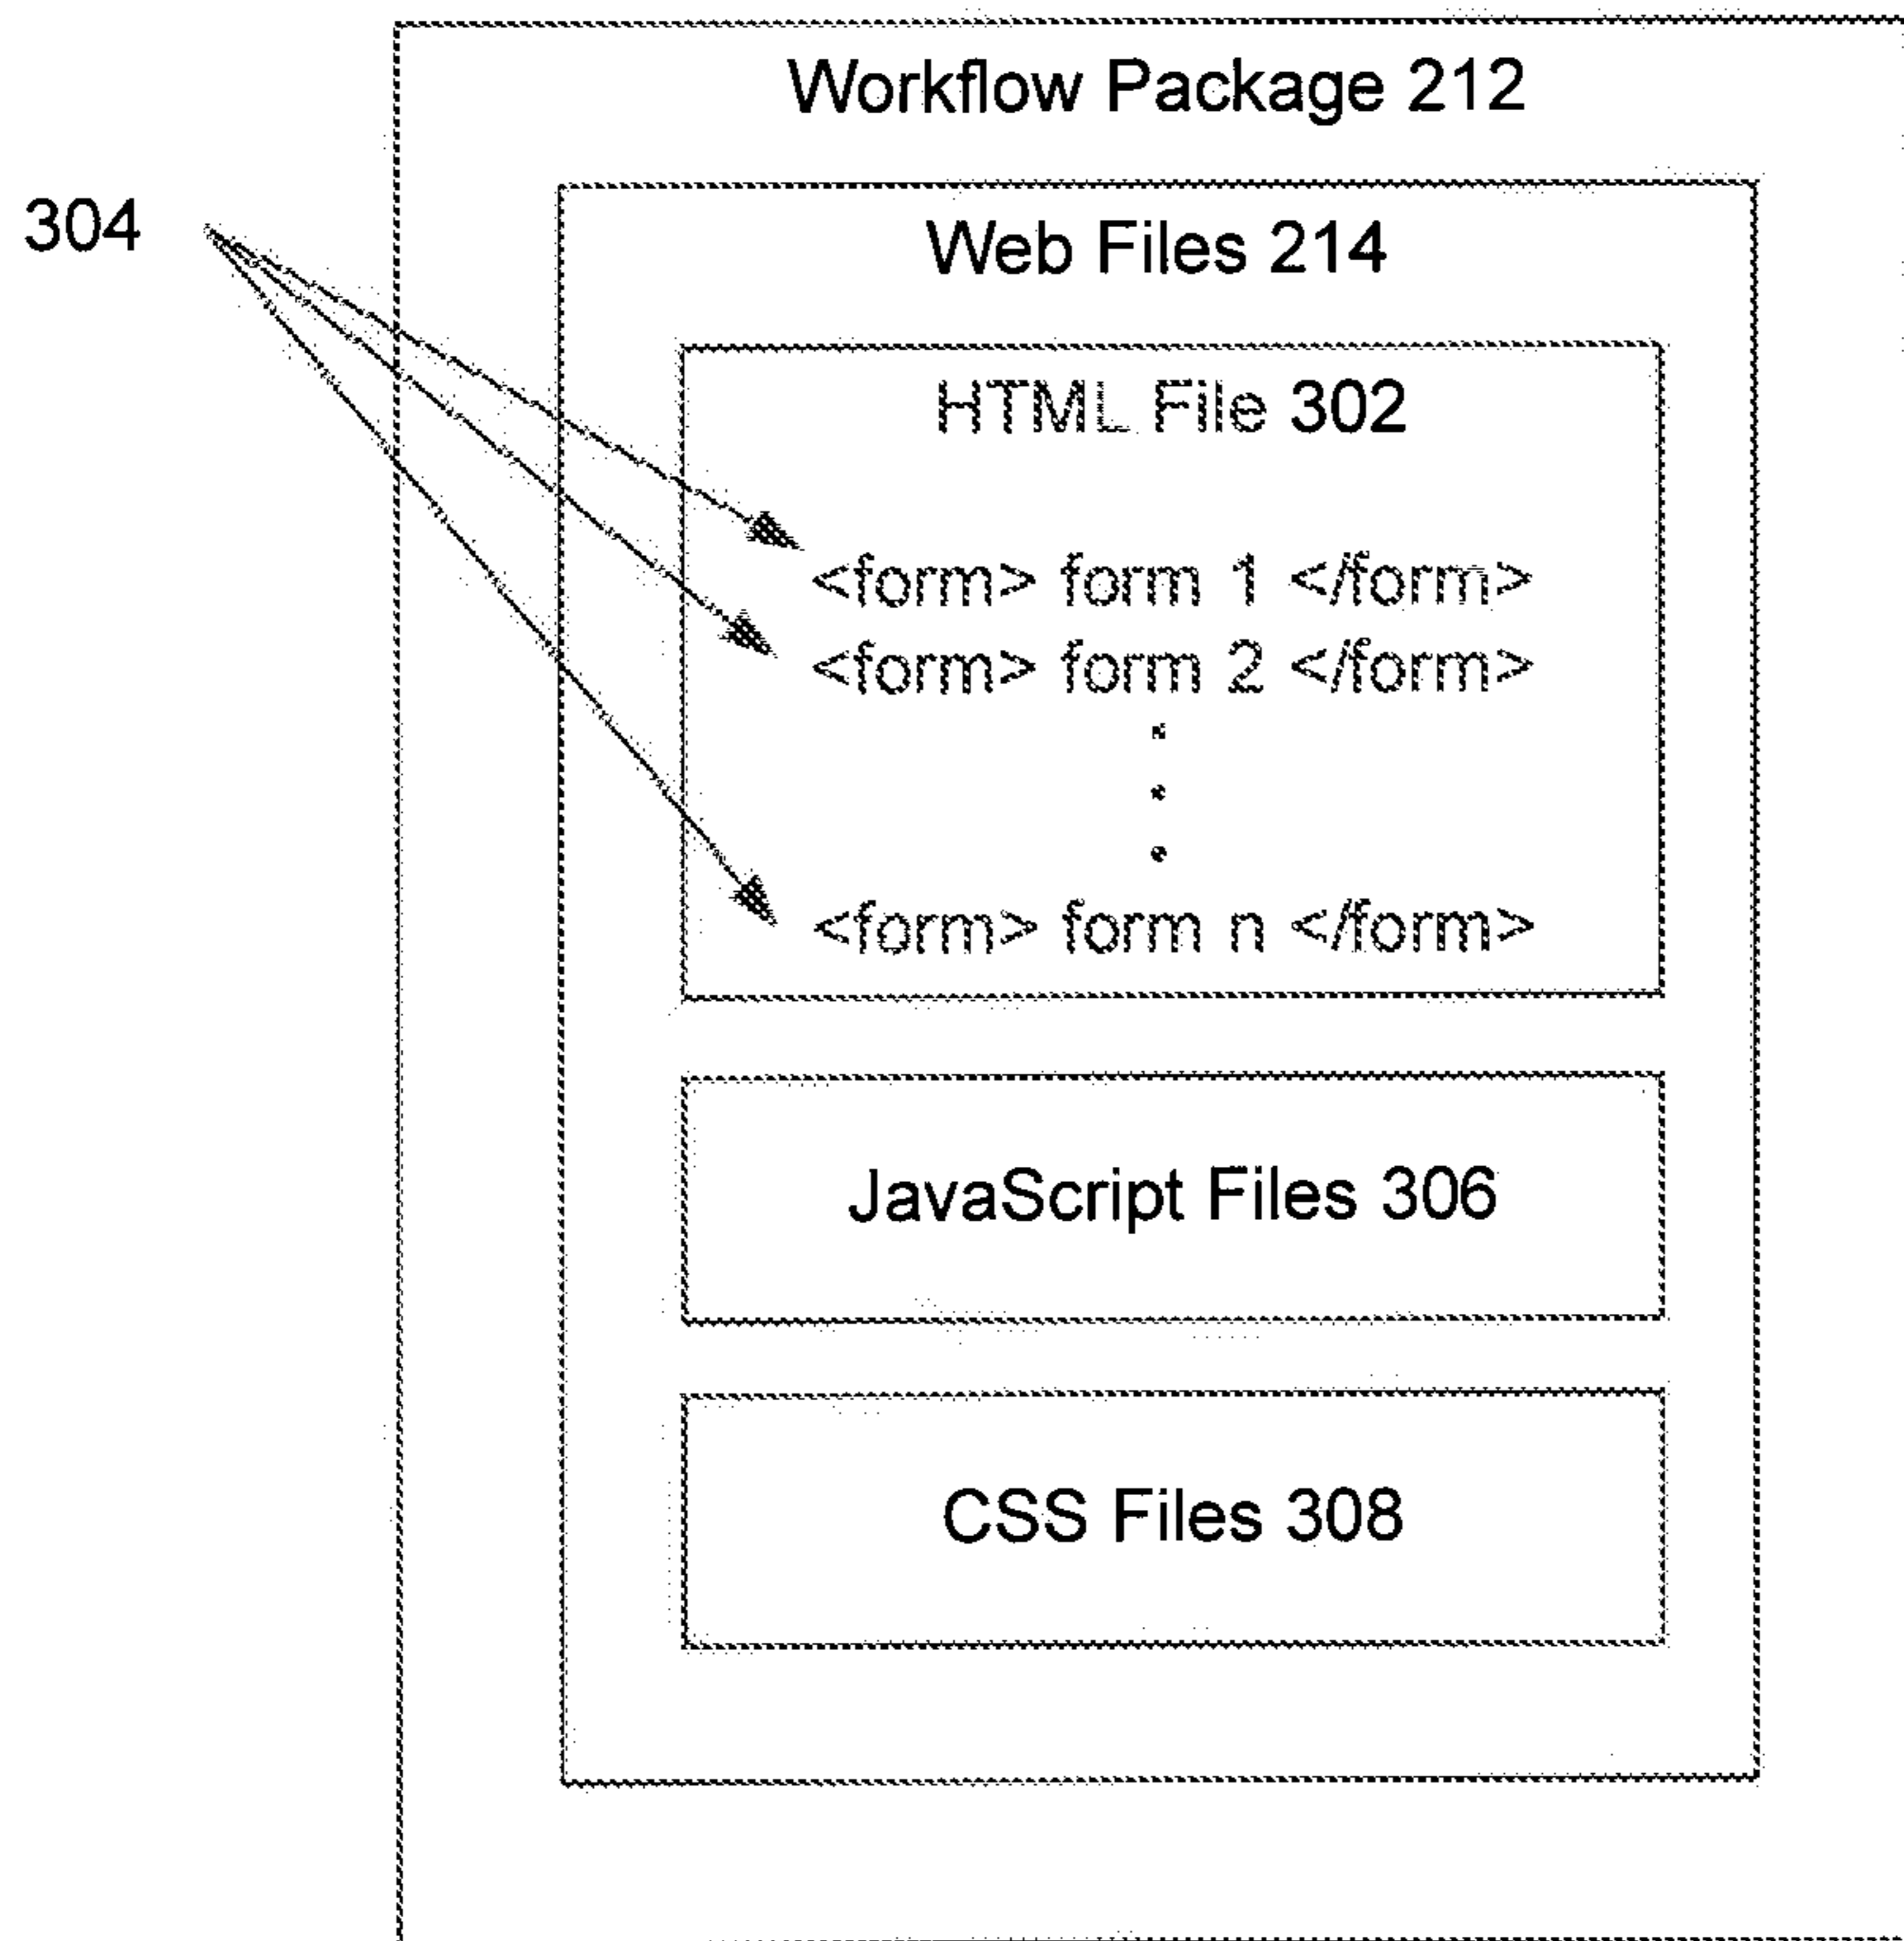 Workflow Package 212
304
Web Files 214
HTML File 302
<form> form 1 </form>
<form> form 2 </form>
.
.
.
<form> form n </form>
JavaScript Files 306
CSS Files 308